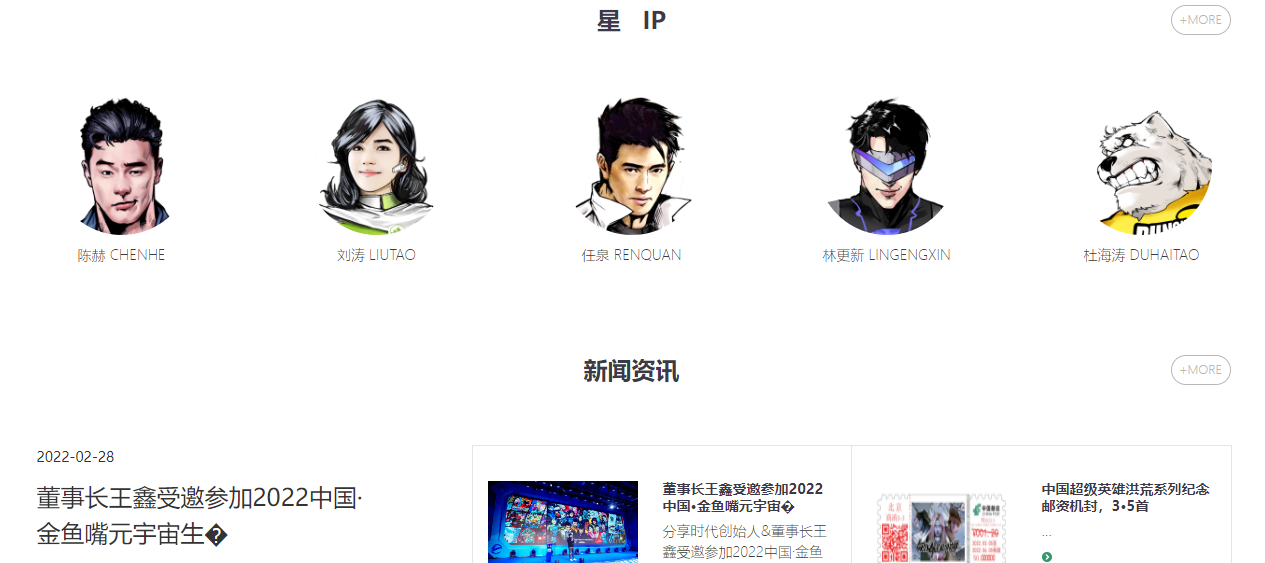 星 IP
+MORE
陈赫 CHENHE
刘涛 LIUTAO
任泉 RENQUAN
林更新 LINGENGXIN
杜海涛 DUHAITAO
新闻资讯
+MORE
2022-02-28
董事长王鑫受邀参加2022中国·
金鱼嘴元宇宙生�
董事长王鑫受邀参加2022
中国·金鱼嘴元宇宙�
分享时代创始人&董事长王
鑫受邀参加2022中国·金鱼
中国超级英雄洪荒系列纪念
邮资机封，3•5首
...